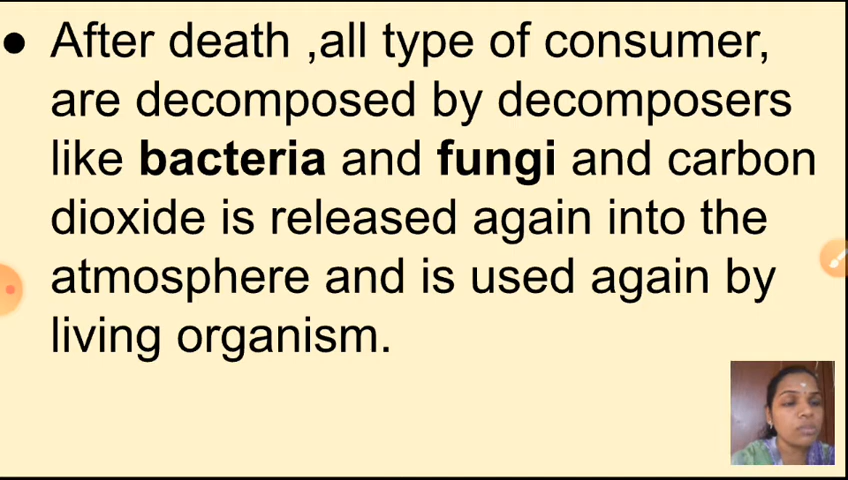 ● After death ,all type of consumer,
are decomposed by decomposers
like bacteria and fungi and carbon
dioxide is released again into the
atmosphere and is used again by
living organism.